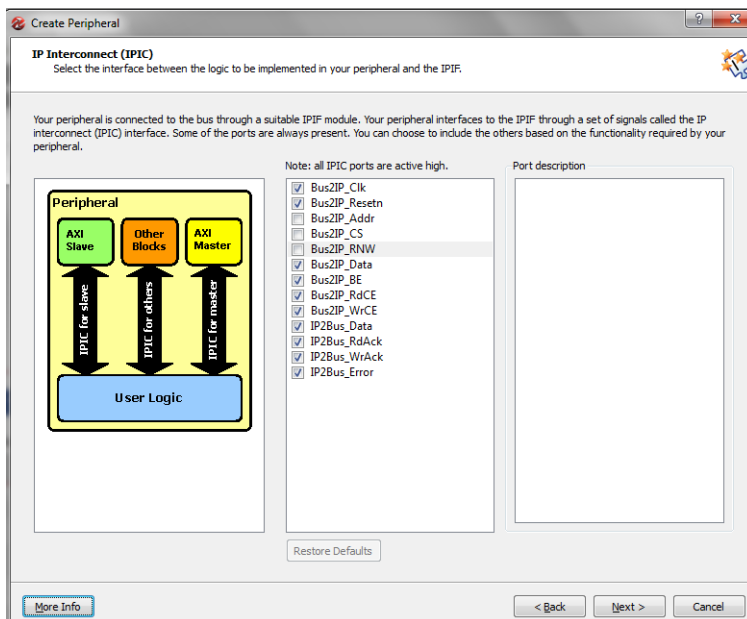 Create Peripheral
?
X
IP Interconnect (IPIC)
Select the interface between the logic to be implemented in your peripheral and the IPIF.
Your peripheral is connected to the bus through a suitable IPIF module. Your peripheral interfaces to the IPIF through a set of signals called the IP
interconnect (IPIC) interface. Some of the ports are always present. You can choose to include the others based on the functionality required by your
peripheral.
Note: all IPIC ports are active high.
Port description
Peripheral
AXI
Slave
Other
Blocks
AXI
Master
IPIC for slave
IPIC for others
IPIC for master
User Logic
Bus2IP_Clk
Bus2IP_Resetn
Bus2IP_Addr
Bus2IP_CS
Bus2IP_RNW
Bus2IP_Data
Bus2IP_BE
Bus2IP_RdCE
Bus2IP_WrCE
IP2Bus_Data
IP2Bus_RdAck
IP2Bus_WrAck
IP2Bus_Error
Restore Defaults
More Info
< Back
Next >
Cancel